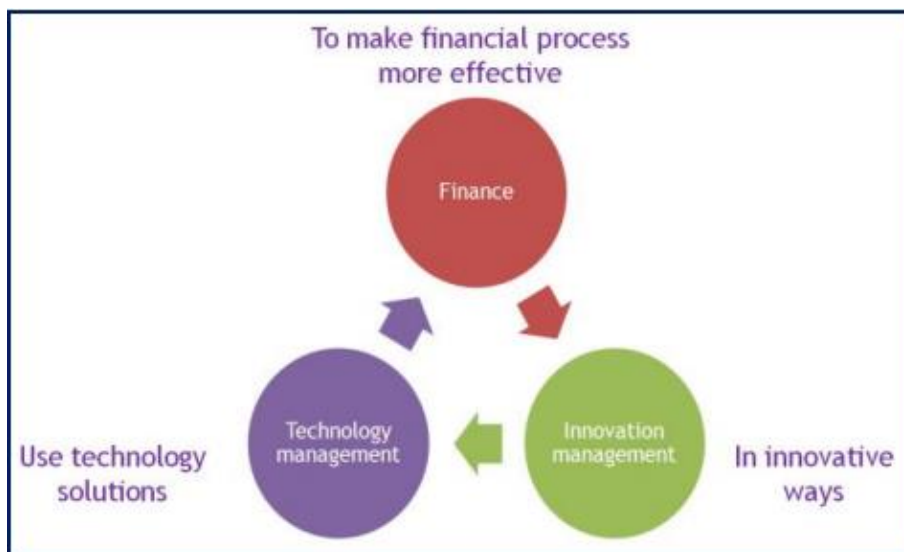 To make financial process
more effective
Finance
Technology
management
Innovation
management
Use technology
solutions
In innovative
ways